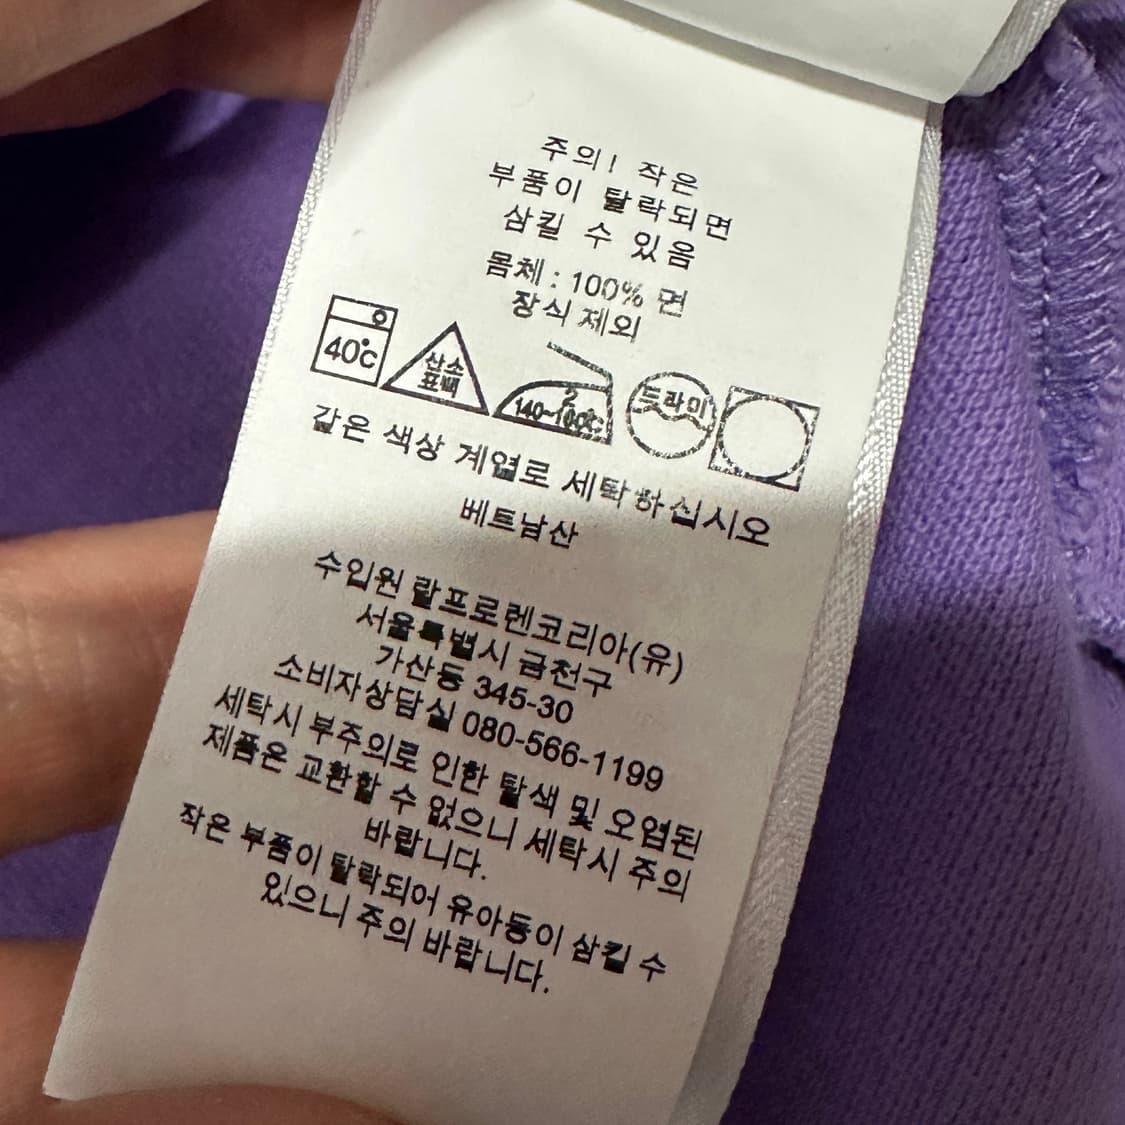 주의! 작은
부품이 탈락되면
삼킬 수 있음
몸체 : 100% 면
장식 제외
40℃
산소
표백
2
140~160℃
드라이
같은 색상 계열로 세탁하십시오
베트남산
수입원 랄프로렌코리아(유)
서울특별시 금천구
가산동 345-30
소비자상담실 080-566-1199
세탁시 부주의로 인한 탈색 및 오염된
제품은 교환할 수 없으니 세탁시 주의
바랍니다.
작은 부품이 탈락되어 유아동이 삼킬 수
있으니 주의 바랍니다.